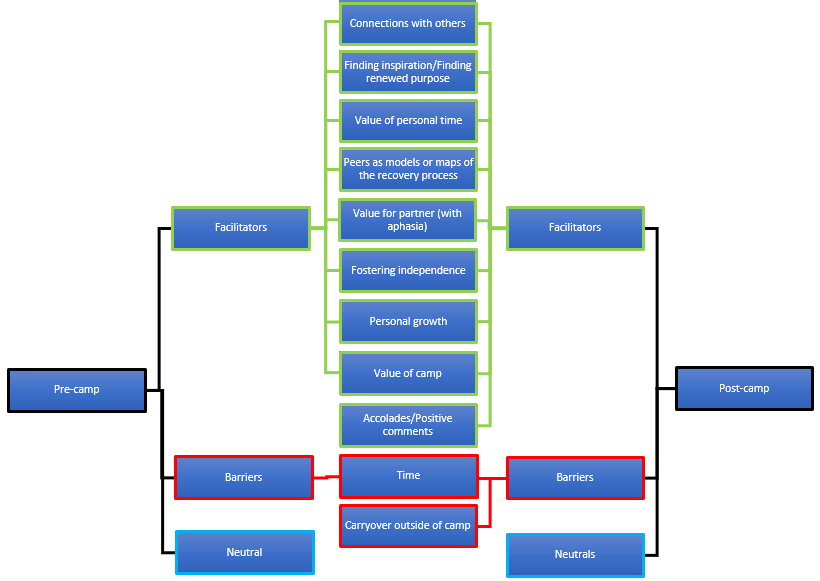 Connections with others
Finding inspiration/Finding
renewed purpose
Value of personal time
Peers as models or maps of
the recovery process
Value for partner (with
aphasia)
Facilitators
Facilitators
Fostering independence
Personal growth
Value of camp
Pre-camp
Post-camp
Accolades/Positive
comments
Barriers
Time
Barriers
Carryover outside of camp
Neutral
Neutrals